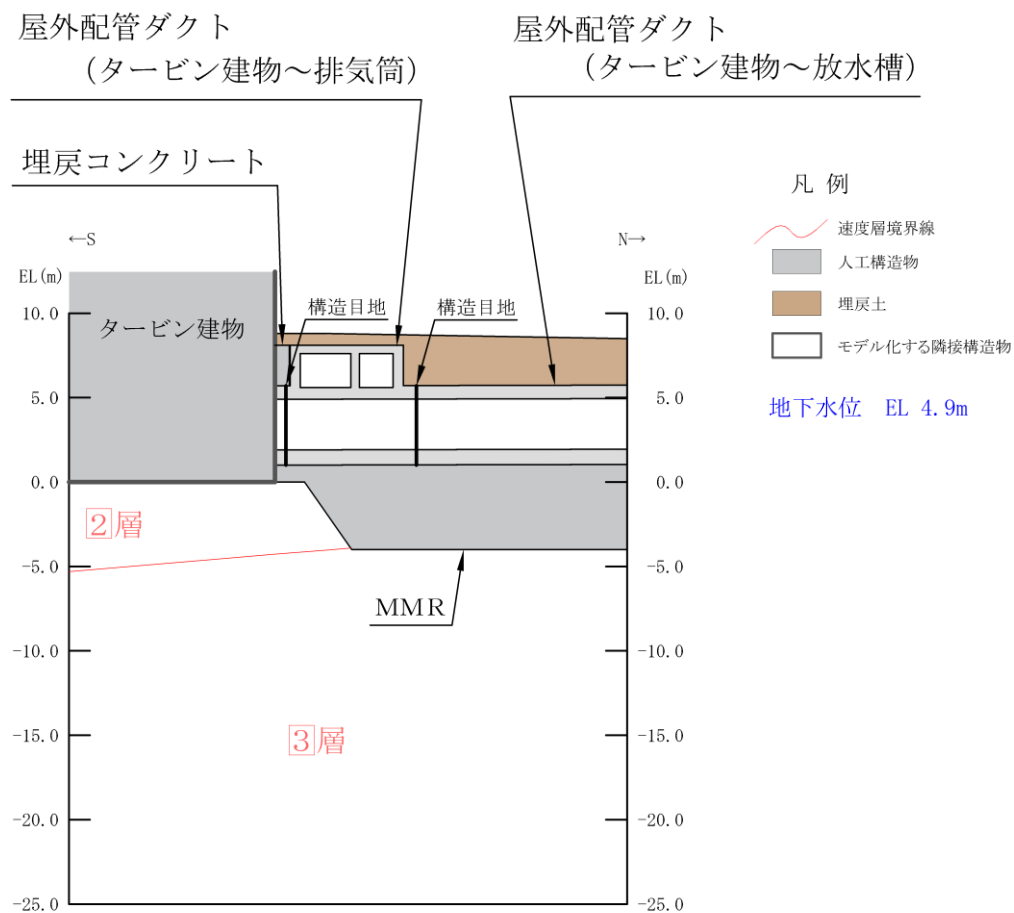 屋外配管ダクト
(タービン建物～排気筒)
屋外配管ダクト
(タービン建物～放水槽)
埋戻コンクリート
凡 例
速度層境界線
人工構造物
埋戻土
モデル化する隣接構造物
地下水位 EL 4.9m
←S
N→
EL(m)
EL(m)
構造目地
構造目地
タービン建物
10.0
10.0
5.0
5.0
0.0
0.0
2層
-5.0
-5.0
MMR
-10.0
-10.0
3層
-15.0
-15.0
-20.0
-20.0
-25.0
-25.0